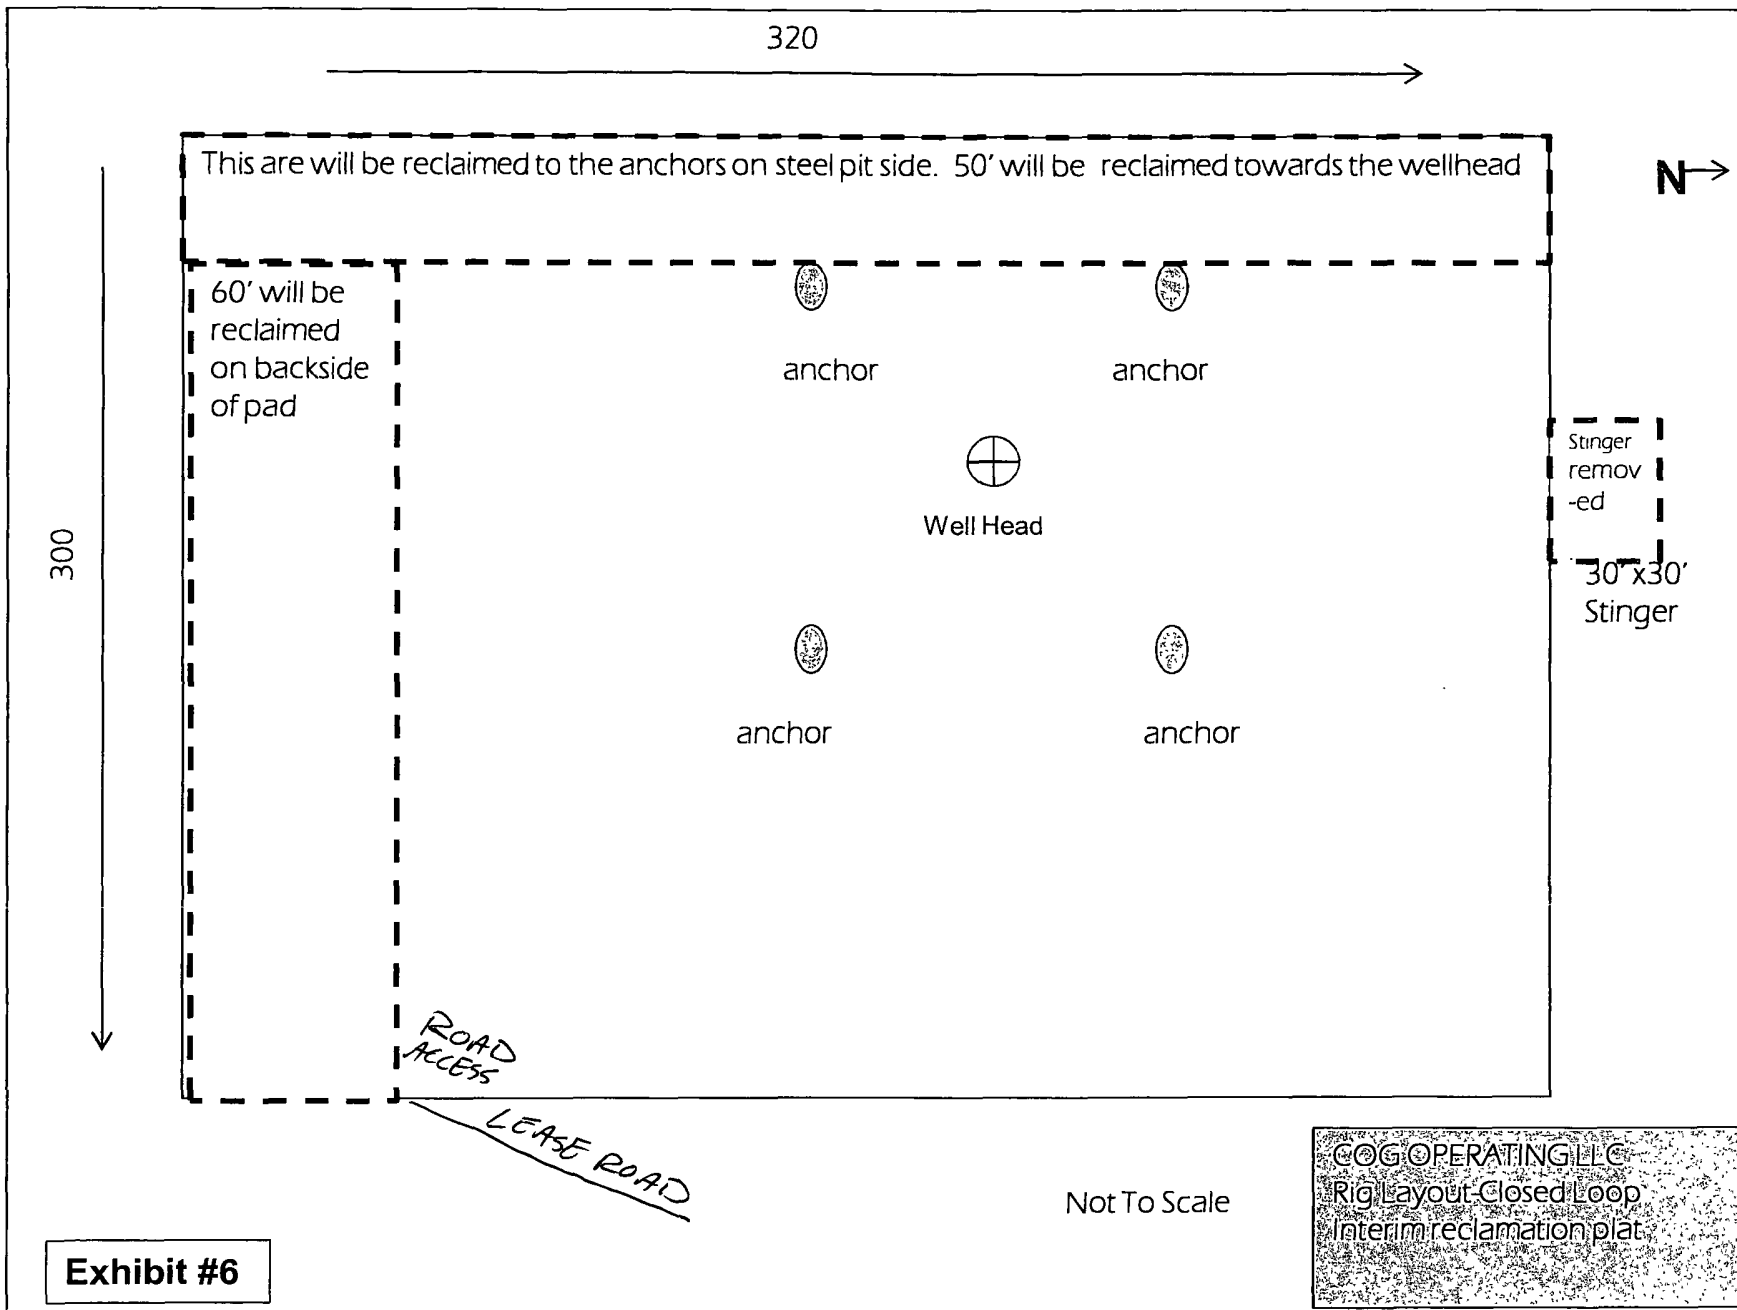 320
This are will be reclaimed to the anchors on steel pit side. 50' will be reclaimed towards the wellhead
N
60' will be
reclaimed
on backside
of pad
anchor
anchor
Stinger
remov
-ed
Well Head
300
30' x30'
Stinger
anchor
anchor
ROAD
ACCESS
LEASE ROAD
Not To Scale
COG OPERATING LLC
Rig Layout-Closed Loop
Interim reclamation plat
Exhibit #6